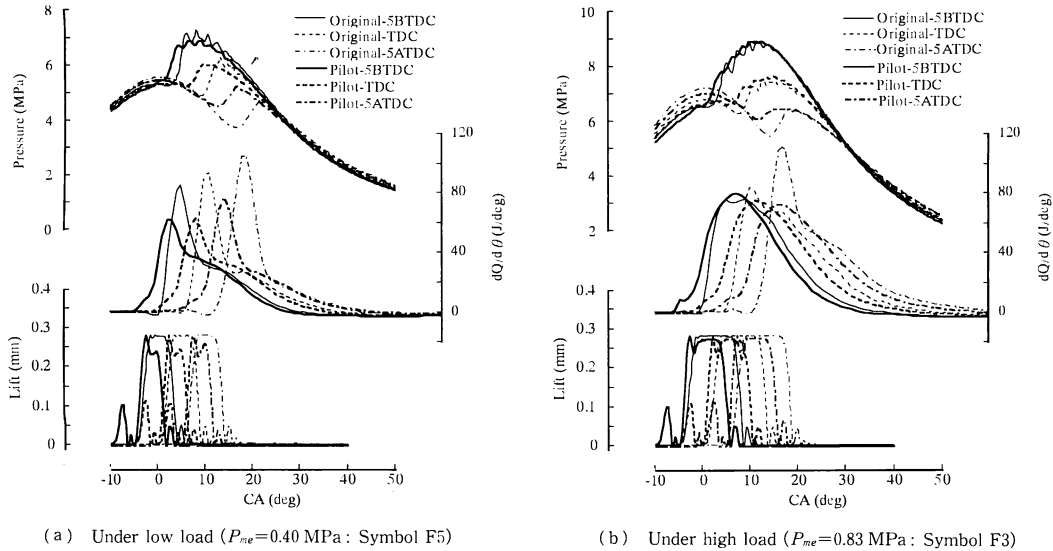 Original-5BTDC
Original-TDC
Original-5ATDC
Pilot-5BTDC
Pilot-TDC
Pilot-5ATDC
Pressure (MPa)
8
6
4
2
0
dQ/d θ (J/deg)
120
80
40
0
Lift (mm)
0.4
0.3
0.2
0.1
0
-10 0 10 20 30 40 50
CA (deg)
(a) Under low load (Pme=0.40 MPa: Symbol F5)
Original-5BTDC
Original-TDC
Original-5ATDC
Pilot-5BTDC
Pilot-TDC
Pilot-5ATDC
Pressure (MPa)
10
8
6
4
2
dQ/d θ (J/deg)
120
80
40
0
Lift (mm)
0.4
0.3
0.2
0.1
0
-10 0 10 20 30 40 50
CA (deg)
(b) Under high load (Pme=0.83 MPa: Symbol F3)